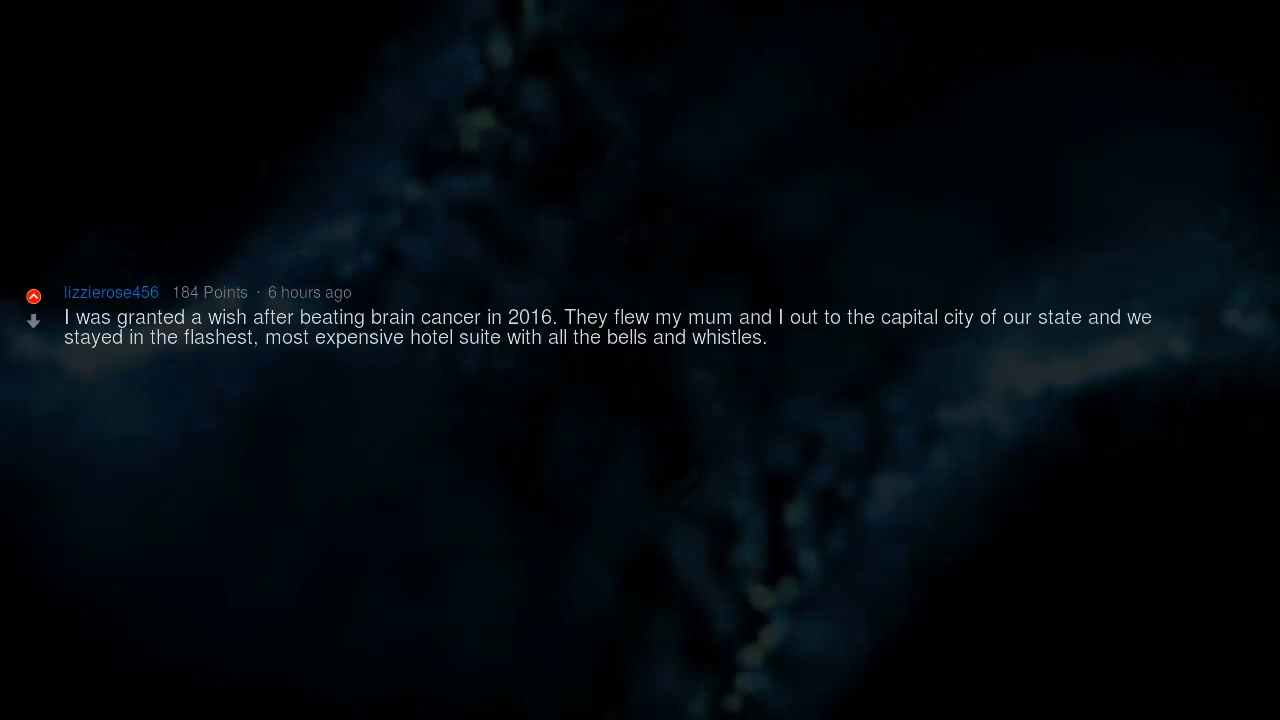 lizzierose456 184 Points · 6 hours ago
I was granted a wish after beating brain cancer in 2016. They flew my mum and I out to the capital city of our state and we
stayed in the flashest, most expensive hotel suite with all the bells and whistles.